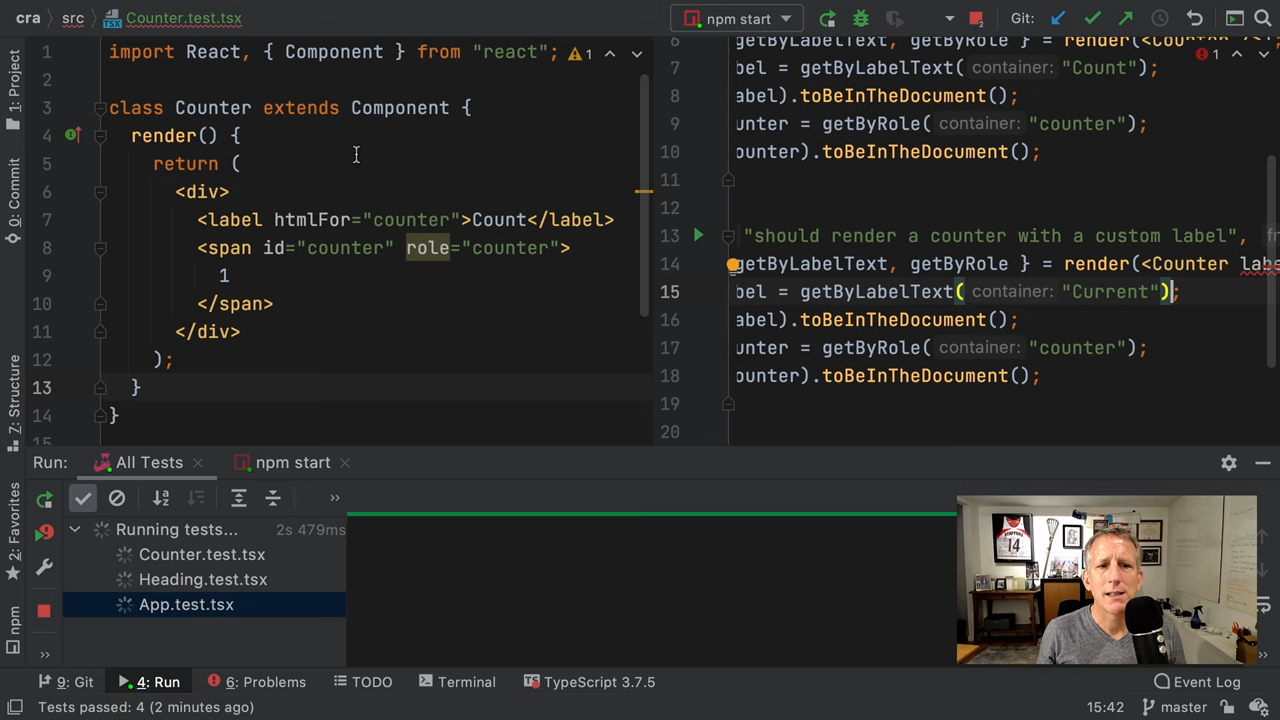 cra src Counter.test.tsx npm start Git:
1 import React, { Component } from "react"; 1
2
3 class Counter extends Component {
4 render() {
5 return (
6 <div>
7 <label htmlFor="counter">Count</label>
8 <span id="counter" role="counter">
9 1
10 </span>
11 </div>
12 );
13 }
14 }
15
6 getByLabelText, getByRole } = render(<Counter />); 1
7 bel = getByLabelText( container: "Count");
8 abel).toBeInTheDocument();
9 unter = getByRole( container: "counter");
10 ounter).toBeInTheDocument();
11
12
13 "should render a counter with a custom label",
14 getByLabelText, getByRole } = render(<Counter labe
15 bel = getByLabelText( container: "Current");
16 abel).toBeInTheDocument();
17 unter = getByRole( container: "counter");
18 ounter).toBeInTheDocument();
19
20
1: Project
0: Commit
Z: Structure
2: Favorites
npm
Run: All Tests npm start
Running tests... 2s 479ms
Counter.test.tsx
Heading.test.tsx
App.test.tsx
STAFFORD
14
9: Git 4: Run 6: Problems TODO Terminal TypeScript 3.7.5 Event Log
Tests passed: 4 (2 minutes ago) 15:42 master